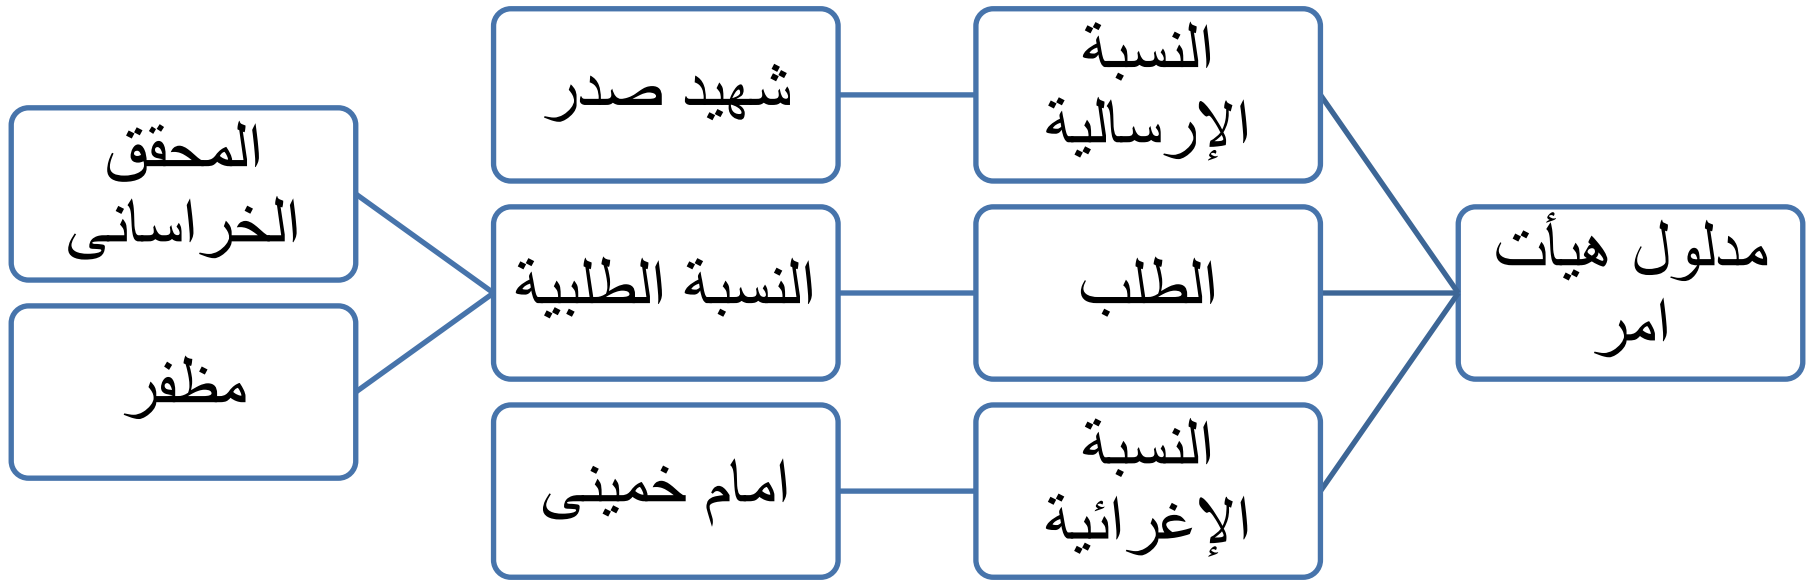 مدلول هيأت
امر
النسبة
الإرسالية
شهيد صدر
الطلب
النسبة الطلبية
المحقق
الخراسانى
مظفر
النسبة
الإغرائية
امام خمينى